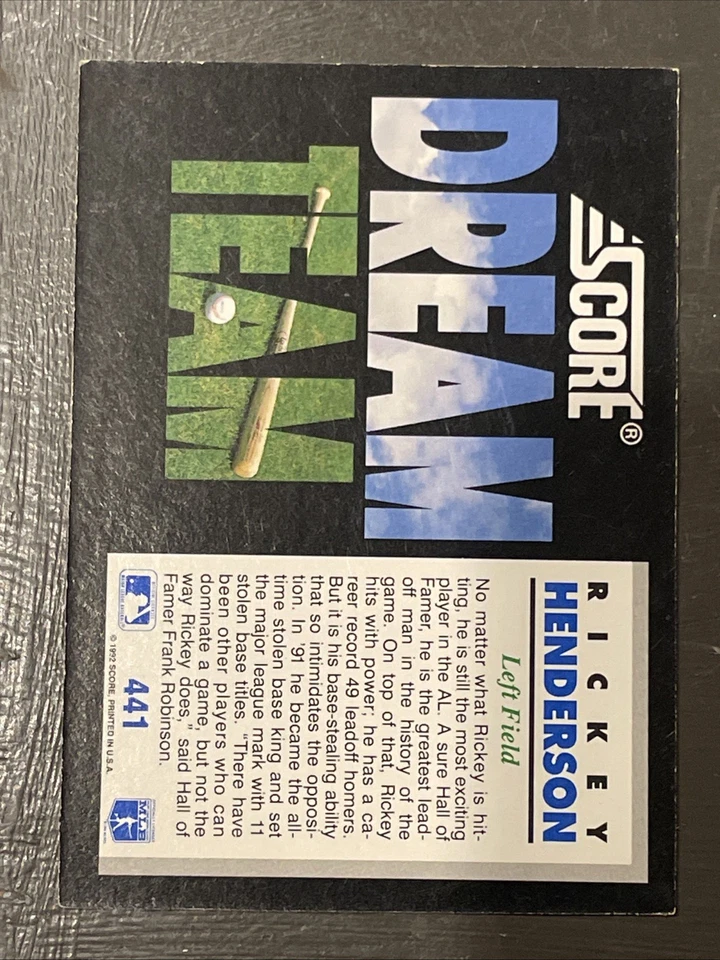 SCORE®
DREAM
TEAM
RICKEY
HENDERSON
Left Field
No matter what Rickey is hit-
ting, he is still the most exciting
player in the AL. A sure Hall of
Famer, he is the greatest lead-
off man in the history of the
game. On top of that, Rickey
hits with power; he has a ca-
reer record 49 leadoff homers.
But it is his base-stealing ability
that so intimidates the opposi-
tion. In '91 he became the all-
time stolen base king and set
the major league mark with 11
stolen base titles. "There have
been other players who can
dominate a game, but not the
way Rickey does," said Hall of
Famer Frank Robinson.
441
© 1992 SCORE, PRINTED IN U.S.A.